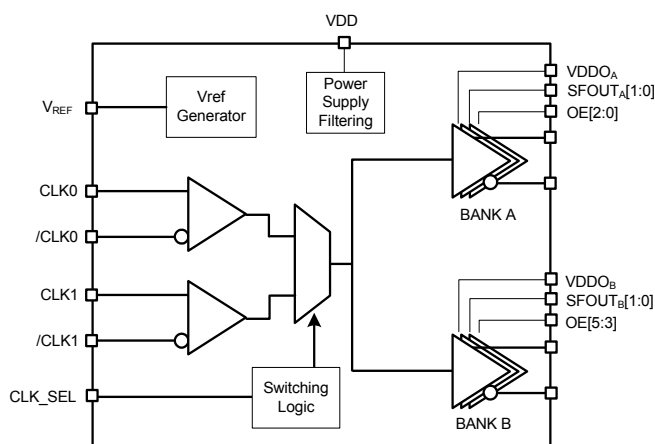 VDD
VREF
Vref
Generator
Power
Supply
Filtering
VDDOA
SFOUTA[1:0]
OE[2:0]
CLK0
/CLK0
BANK A
CLK1
/CLK1
VDDOB
SFOUTB[1:0]
OE[5:3]
CLK_SEL
Switching
Logic
BANK B